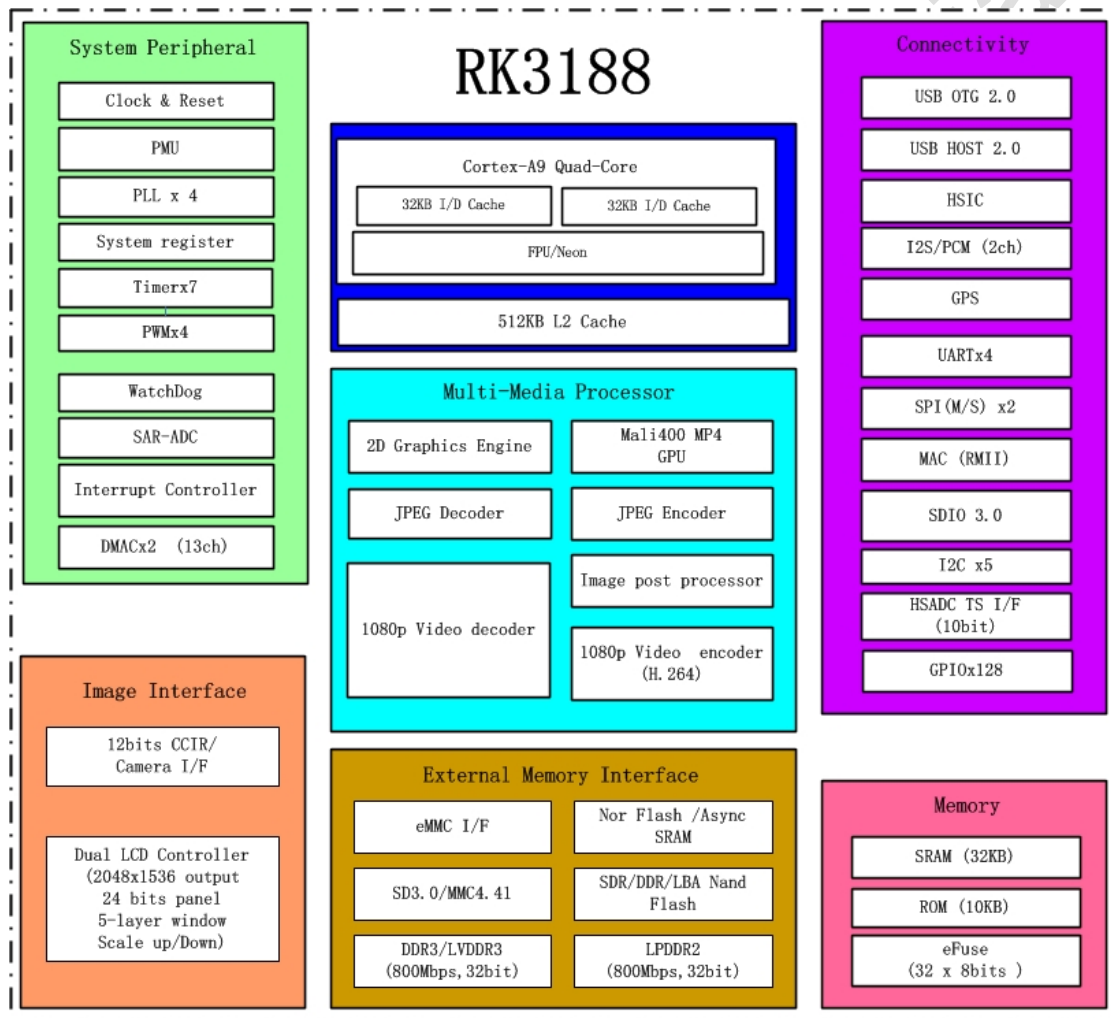 RK3188
System Peripheral
Clock & Reset
PMU
PLL x 4
System register
Timerx7
PWMx4
WatchDog
SAR-ADC
Interrupt Controller
DMACx2 (13ch)
Image Interface
12bits CCIR/
Camera I/F
Dual LCD Controller
(2048x1536 output
24 bits panel
5-layer window
Scale up/Down)
Cortex-A9 Quad-Core
32KB I/D Cache
32KB I/D Cache
FPU/Neon
512KB L2 Cache
Multi-Media Processor
2D Graphics Engine
Mali400 MP4
GPU
JPEG Decoder
JPEG Encoder
1080p Video decoder
Image post processor
1080p Video encoder
(H.264)
External Memory Interface
eMMC I/F
Nor Flash /Async
SRAM
SD3.0/MMC4.41
SDR/DDR/LBA Nand
Flash
DDR3/LVDDR3
(800Mbps,32bit)
LPDDR2
(800Mbps,32bit)
Connectivity
USB OTG 2.0
USB HOST 2.0
HSIC
I2S/PCM (2ch)
GPS
UARTx4
SPI(M/S) x2
MAC (RMII)
SDIO 3.0
I2C x5
HSADC TS I/F
(10bit)
GPIOx128
Memory
SRAM (32KB)
ROM (10KB)
eFuse
(32 x 8bits )